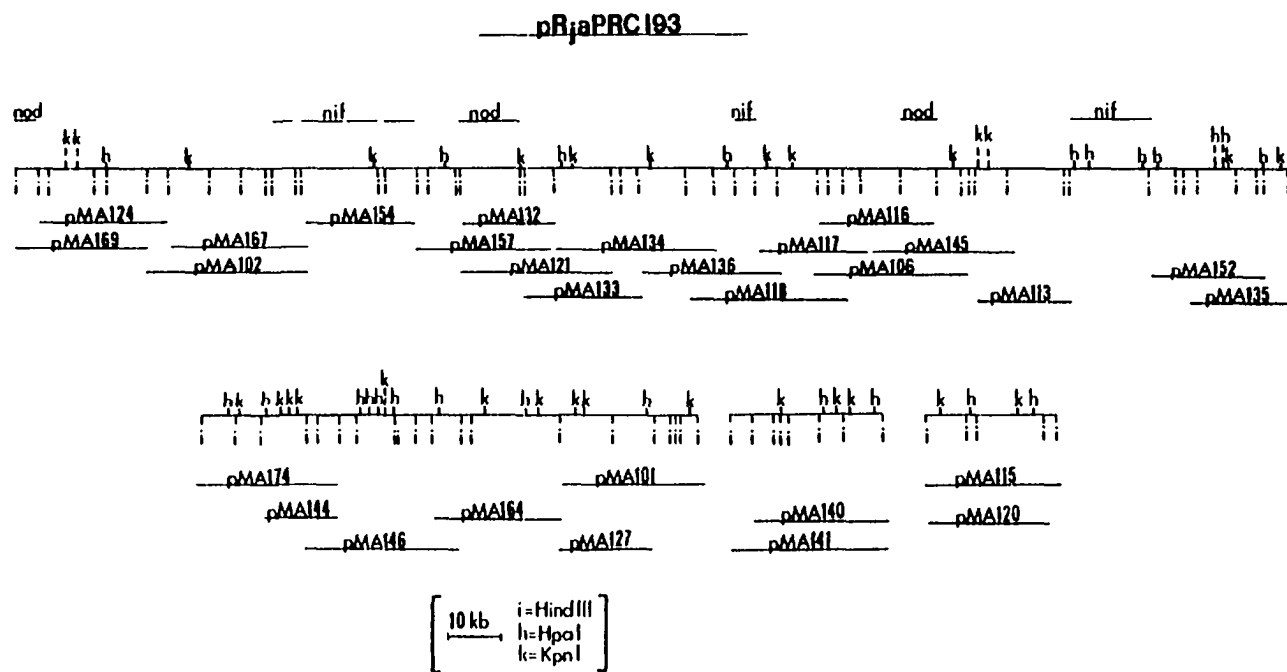 pRjaPRC193
nod nif nod nif nod nif
k k h k k h k h k k h k k k k k h h h h h h k h k
i i i i i i i i i i i i i i i i i i i i i i i i i i i i i i i i i i i i i i i i i i i i i i i i i i
pMA124 pMA154 pMA132 pMA116
pMA169 pMA167 pMA157 pMA134 pMA117 pMA145
pMA102 pMA121 pMA136 pMA106 pMA152
pMA133 pMA118 pMA113 pMA135
h k h k k k h h h k h h k h k k k h k k h k k h k h k h
i i i i i i i i i i i i i i i i i i i i i i i i i i i i i i i i i
pMA174 pMA101 pMA115
pMA144 pMA164 pMA140 pMA120
pMA146 pMA127 pMA141
10 kb
i=HindIII
h=HpaI
k=KpnI